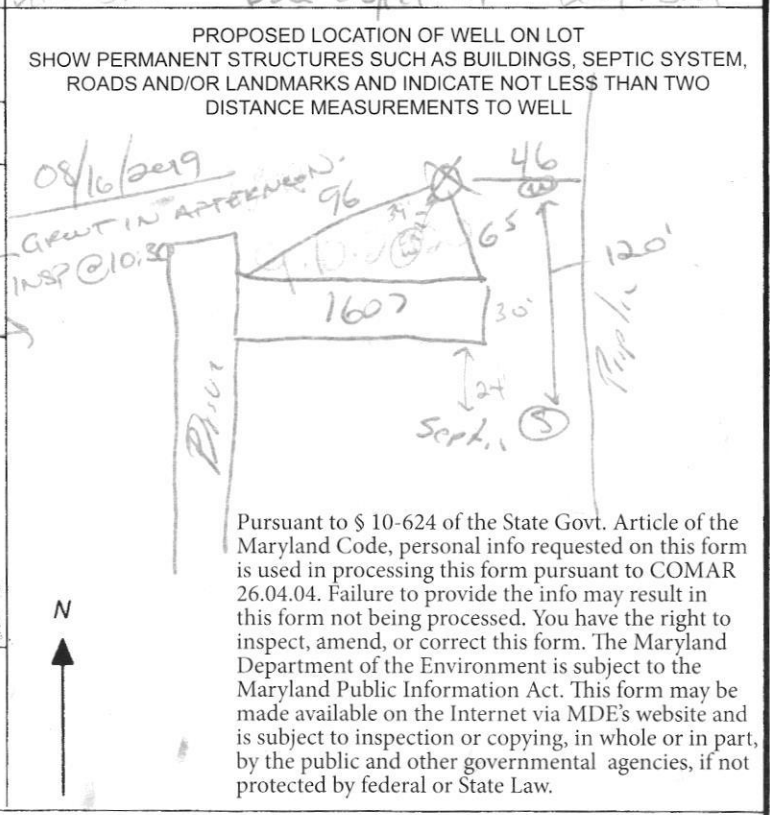 PROPOSED LOCATION OF WELL ON LOT
SHOW PERMANENT STRUCTURES SUCH AS BUILDINGS, SEPTIC SYSTEM,
ROADS AND/OR LANDMARKS AND INDICATE NOT LESS THAN TWO
DISTANCE MEASUREMENTS TO WELL
08/16/2019
GROUT IN AFTERNOON.
INSP @ 10:30
96
46
W
34'
W
65
120'
1607
30'
24'
S
N
Pursuant to § 10-624 of the State Govt. Article of the
Maryland Code, personal info requested on this form
is used in processing this form pursuant to COMAR
26.04.04. Failure to provide the info may result in
this form not being processed. You have the right to
inspect, amend, or correct this form. The Maryland
Department of the Environment is subject to the
Maryland Public Information Act. This form may be
made available on the Internet via MDE's website and
is subject to inspection or copying, in whole or in part,
by the public and other governmental agencies, if not
protected by federal or State Law.